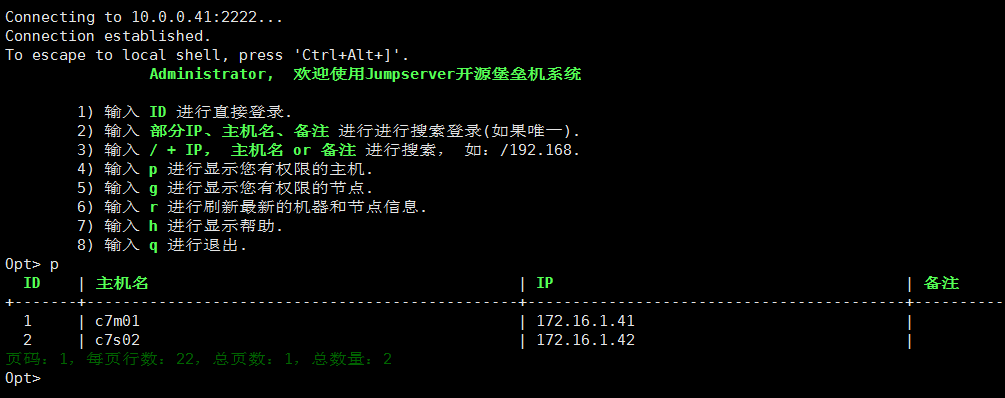 Connecting to 10.0.0.41:2222...
Connection established.
To escape to local shell, press 'Ctrl+Alt+]'.
Administrator, 欢迎使用Jumpserver开源堡垒机系统
1) 输入 ID 进行直接登录.
2) 输入 部分IP、主机名、备注 进行进行搜索登录(如果唯一).
3) 输入 / + IP, 主机名 or 备注 进行搜索, 如: /192.168.
4) 输入 p 进行显示您有权限的主机.
5) 输入 g 进行显示您有权限的节点.
6) 输入 r 进行刷新最新的机器和节点信息.
7) 输入 h 进行显示帮助.
8) 输入 q 进行退出.
Opt> p
ID | 主机名 | IP | 备注
+-------+------------------------------------------------+-------------------------------------------+----------
1 | c7m01 | 172.16.1.41 |
2 | c7s02 | 172.16.1.42 |
页码: 1, 每页行数: 22, 总页数: 1, 总数量: 2
Opt>